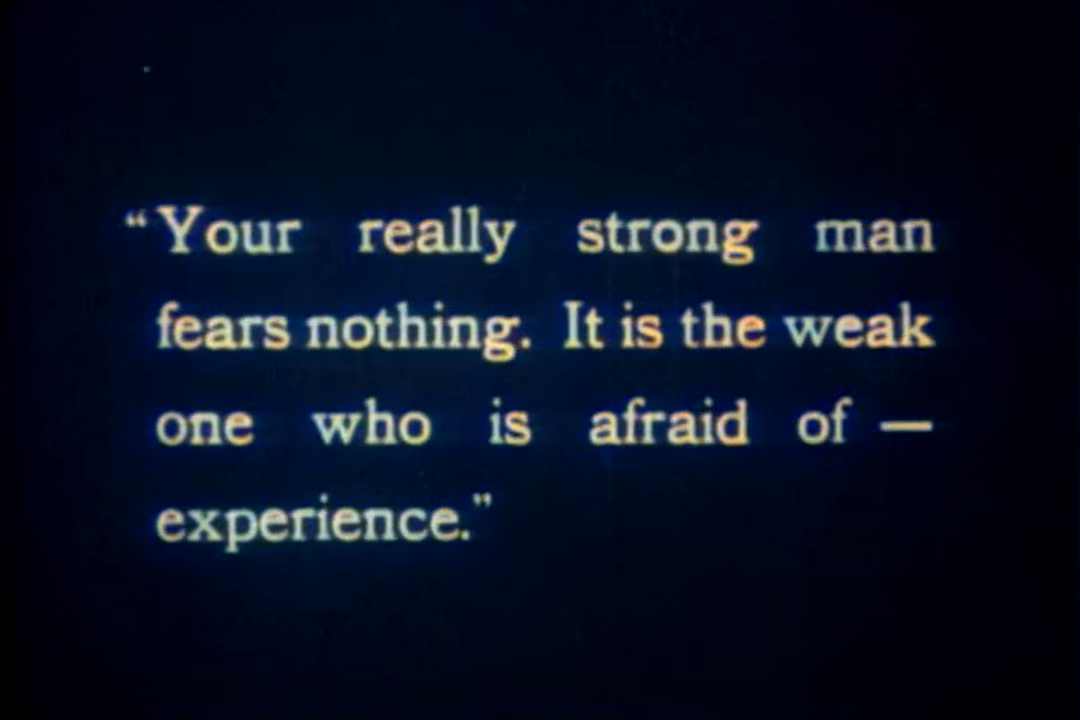 “Your really strong man
fears nothing. It is the weak
one who is afraid of —
experience.”